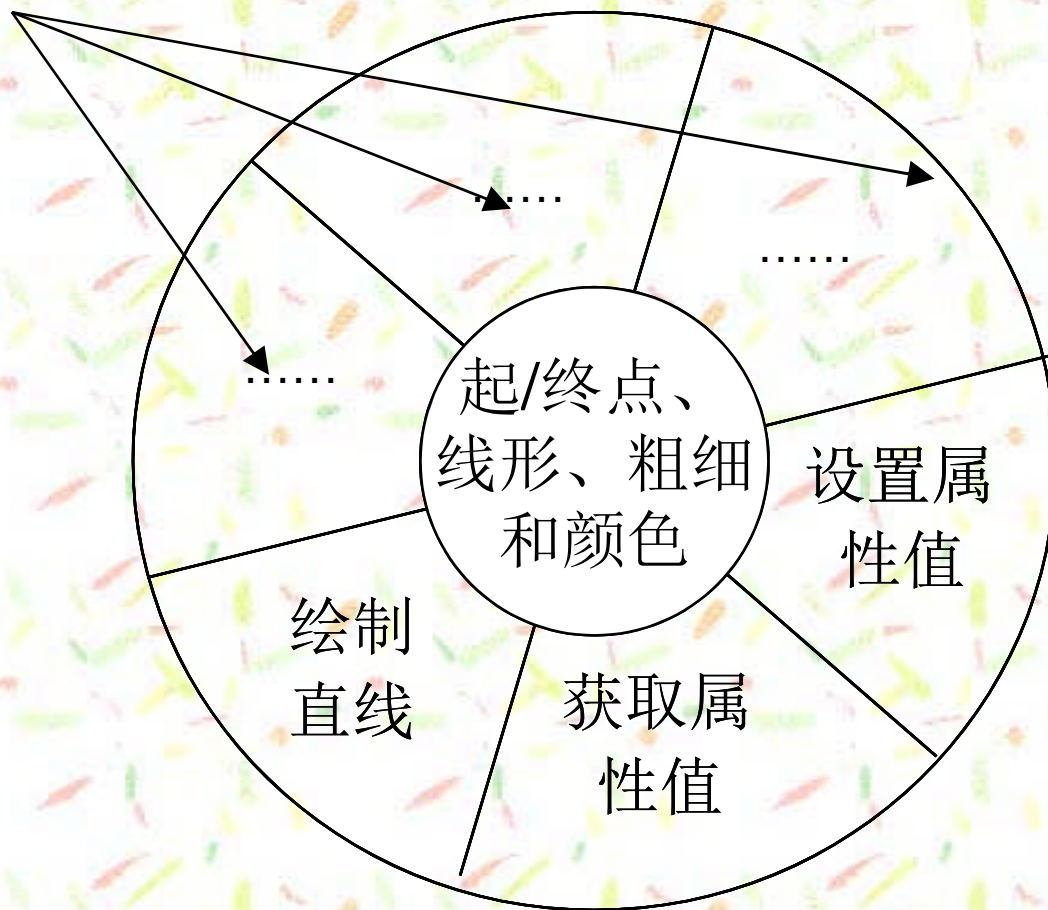 ……
……
……
起/终点、
线形、粗细
和颜色
设置属
性值
绘制
直线
获取属
性值